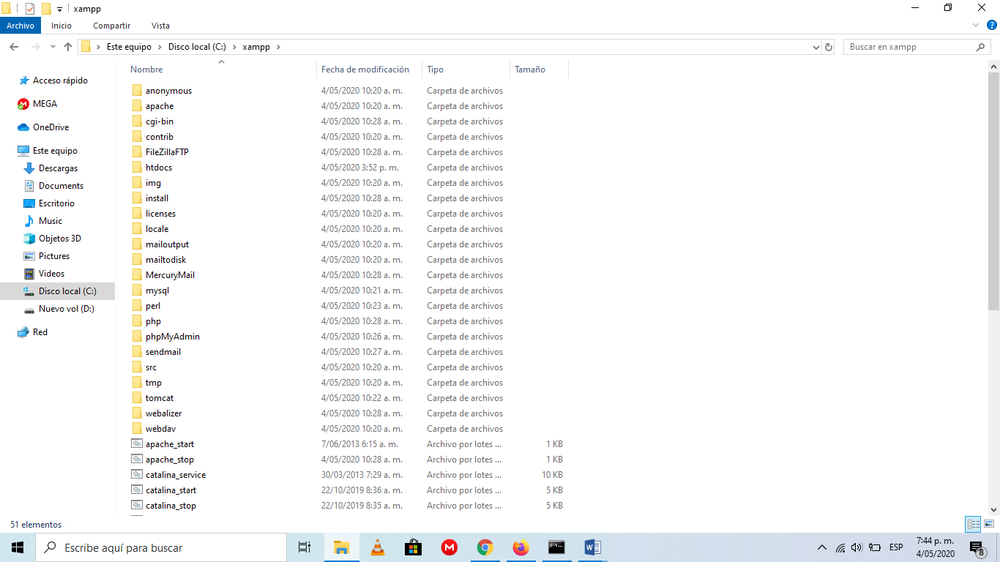 xampp
Archivo Inicio Compartir Vista
Este equipo Disco local (C:) xampp Buscar en xampp
Nombre Fecha de modificación Tipo Tamaño
Acceso rápido
MEGA
OneDrive
Este equipo
Descargas
Documents
Escritorio
Music
Objetos 3D
Pictures
Videos
Disco local (C:)
Nuevo vol (D:)
Red
anonymous 4/05/2020 10:20 a. m. Carpeta de archivos
apache 4/05/2020 10:20 a. m. Carpeta de archivos
cgi-bin 4/05/2020 10:28 a. m. Carpeta de archivos
contrib 4/05/2020 10:20 a. m. Carpeta de archivos
FileZillaFTP 4/05/2020 10:28 a. m. Carpeta de archivos
htdocs 4/05/2020 3:52 p. m. Carpeta de archivos
img 4/05/2020 10:20 a. m. Carpeta de archivos
install 4/05/2020 10:28 a. m. Carpeta de archivos
licenses 4/05/2020 10:20 a. m. Carpeta de archivos
locale 4/05/2020 10:20 a. m. Carpeta de archivos
mailoutput 4/05/2020 10:20 a. m. Carpeta de archivos
mailtodisk 4/05/2020 10:20 a. m. Carpeta de archivos
MercuryMail 4/05/2020 10:28 a. m. Carpeta de archivos
mysql 4/05/2020 10:21 a. m. Carpeta de archivos
perl 4/05/2020 10:23 a. m. Carpeta de archivos
php 4/05/2020 10:28 a. m. Carpeta de archivos
phpMyAdmin 4/05/2020 10:26 a. m. Carpeta de archivos
sendmail 4/05/2020 10:27 a. m. Carpeta de archivos
src 4/05/2020 10:20 a. m. Carpeta de archivos
tmp 4/05/2020 10:20 a. m. Carpeta de archivos
tomcat 4/05/2020 10:22 a. m. Carpeta de archivos
webalizer 4/05/2020 10:28 a. m. Carpeta de archivos
webdav 4/05/2020 10:20 a. m. Carpeta de archivos
apache_start 7/06/2013 6:15 a. m. Archivo por lotes ... 1 KB
apache_stop 4/05/2020 10:28 a. m. Archivo por lotes ... 1 KB
catalina_service 30/03/2013 7:29 a. m. Archivo por lotes ... 10 KB
catalina_start 22/10/2019 8:36 a. m. Archivo por lotes ... 5 KB
catalina_stop 22/10/2019 8:35 a. m. Archivo por lotes ... 5 KB
51 elementos
Escribe aquí para buscar
ESP
7:44 p. m.
4/05/2020
8